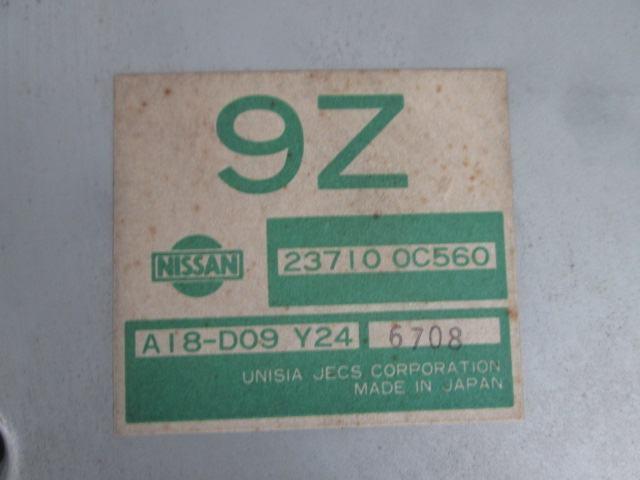 9Z
NISSAN
23710 0C560
A18-D09 Y24 6708
UNISIA JECS CORPORATION
MADE IN JAPAN